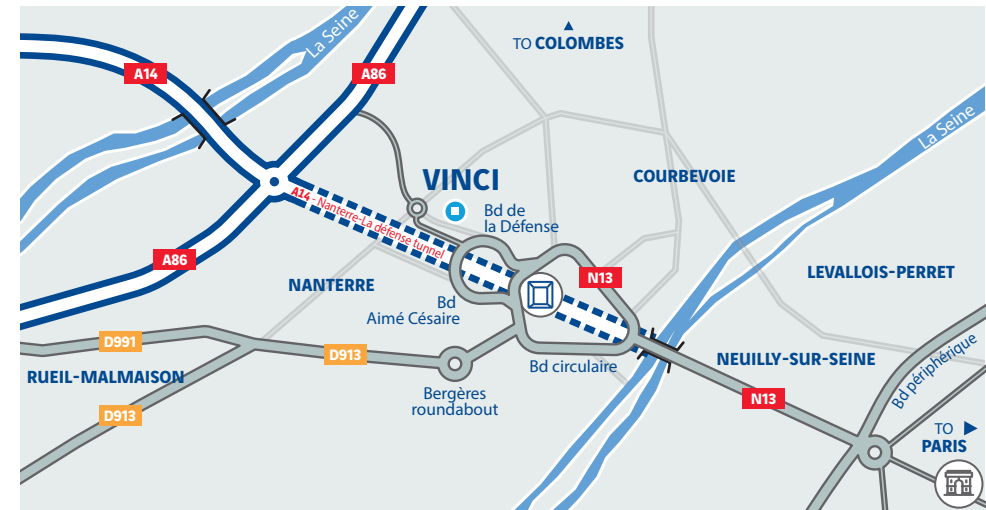 La Seine
TO COLOMBES
A14
A86
La Seine
VINCI
COURBEVOIE
A14 - Nanterre-La défense tunnel
Bd de
la Défense
A86
NANTERRE
N13
LEVALLOIS-PERRET
Bd
Aimé Césaire
D991
D913
Bd circulaire
NEUILLY-SUR-SEINE
Bd périphérique
RUEIL-MALMAISON
Bergères
roundabout
N13
D913
TO
PARIS